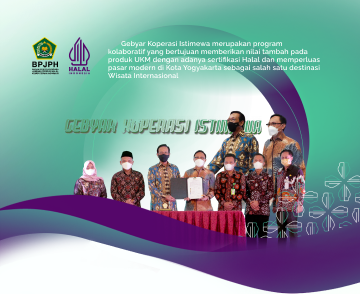 BPJPH
HALAL
INDONESIA
Gebyar Koperasi Istimewa merupakan program
kolaboratif yang bertujuan memberikan nilai tambah pada
produk UKM dengan adanya sertifikasi Halal dan memperluas
pasar modern di Kota Yogyakarta sebagai salah satu destinasi
Wisata Internasional
GEBYAR KOPERASI ISTIMEWA